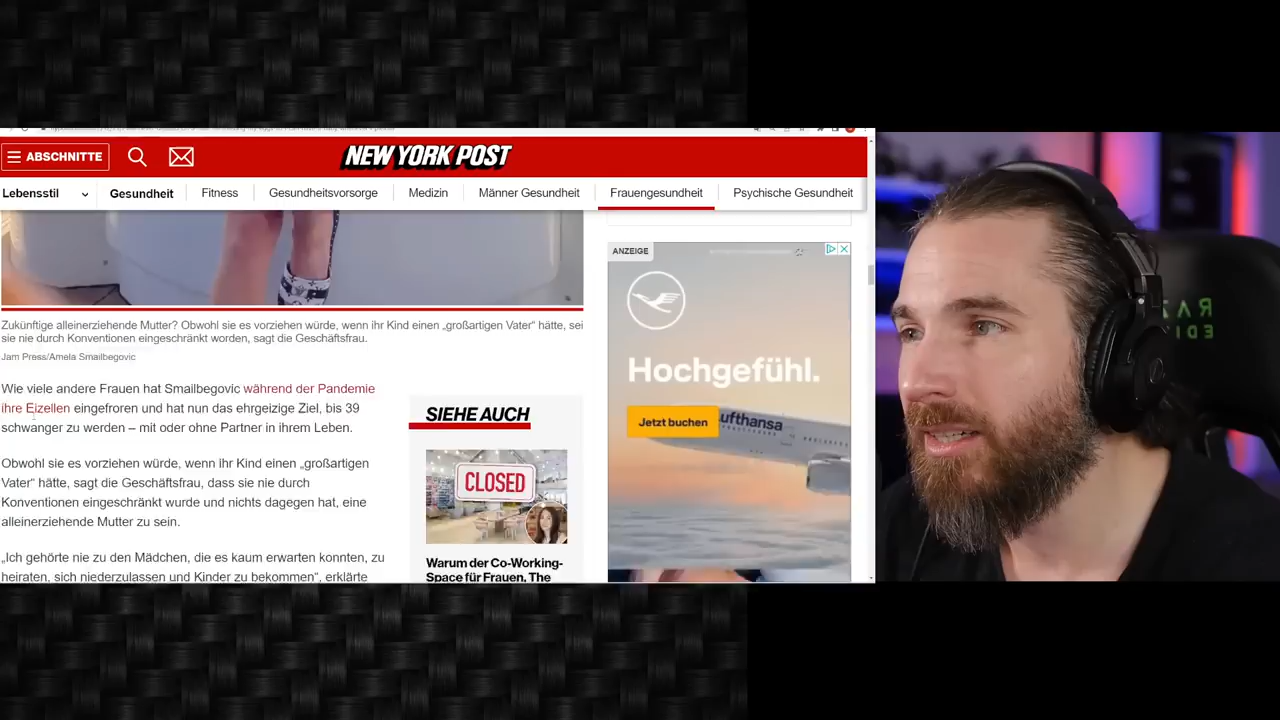 ABSCHNITTE
NEW YORK POST
Lebensstil
Gesundheit
Fitness
Gesundheitsvorsorge
Medizin
Männer Gesundheit
Frauengesundheit
Psychische Gesundheit
Zukünftige alleinerziehende Mutter? Obwohl sie es vorziehen würde, wenn ihr Kind einen „großartigen Vater“ hätte, sei
sie nie durch Konventionen eingeschränkt worden, sagt die Geschäftsfrau.
Jam Press/Amela Smailbegovic
Wie viele andere Frauen hat Smailbegovic während der Pandemie
ihre Eizellen eingefroren und hat nun das ehrgeizige Ziel, bis 39
schwanger zu werden – mit oder ohne Partner in ihrem Leben.
Obwohl sie es vorziehen würde, wenn ihr Kind einen „großartigen
Vater“ hätte, sagt die Geschäftsfrau, dass sie nie durch
Konventionen eingeschränkt wurde und nichts dagegen hat, eine
alleinerziehende Mutter zu sein.
„Ich gehörte nie zu den Mädchen, die es kaum erwarten konnten, zu
heiraten, sich niederzulassen und Kinder zu bekommen“, erklärte
SIEHE AUCH
CLOSED
Warum der Co-Working-
Space für Frauen, The
ANZEIGE
Hochgefühl.
Jetzt buchen
ufthansa